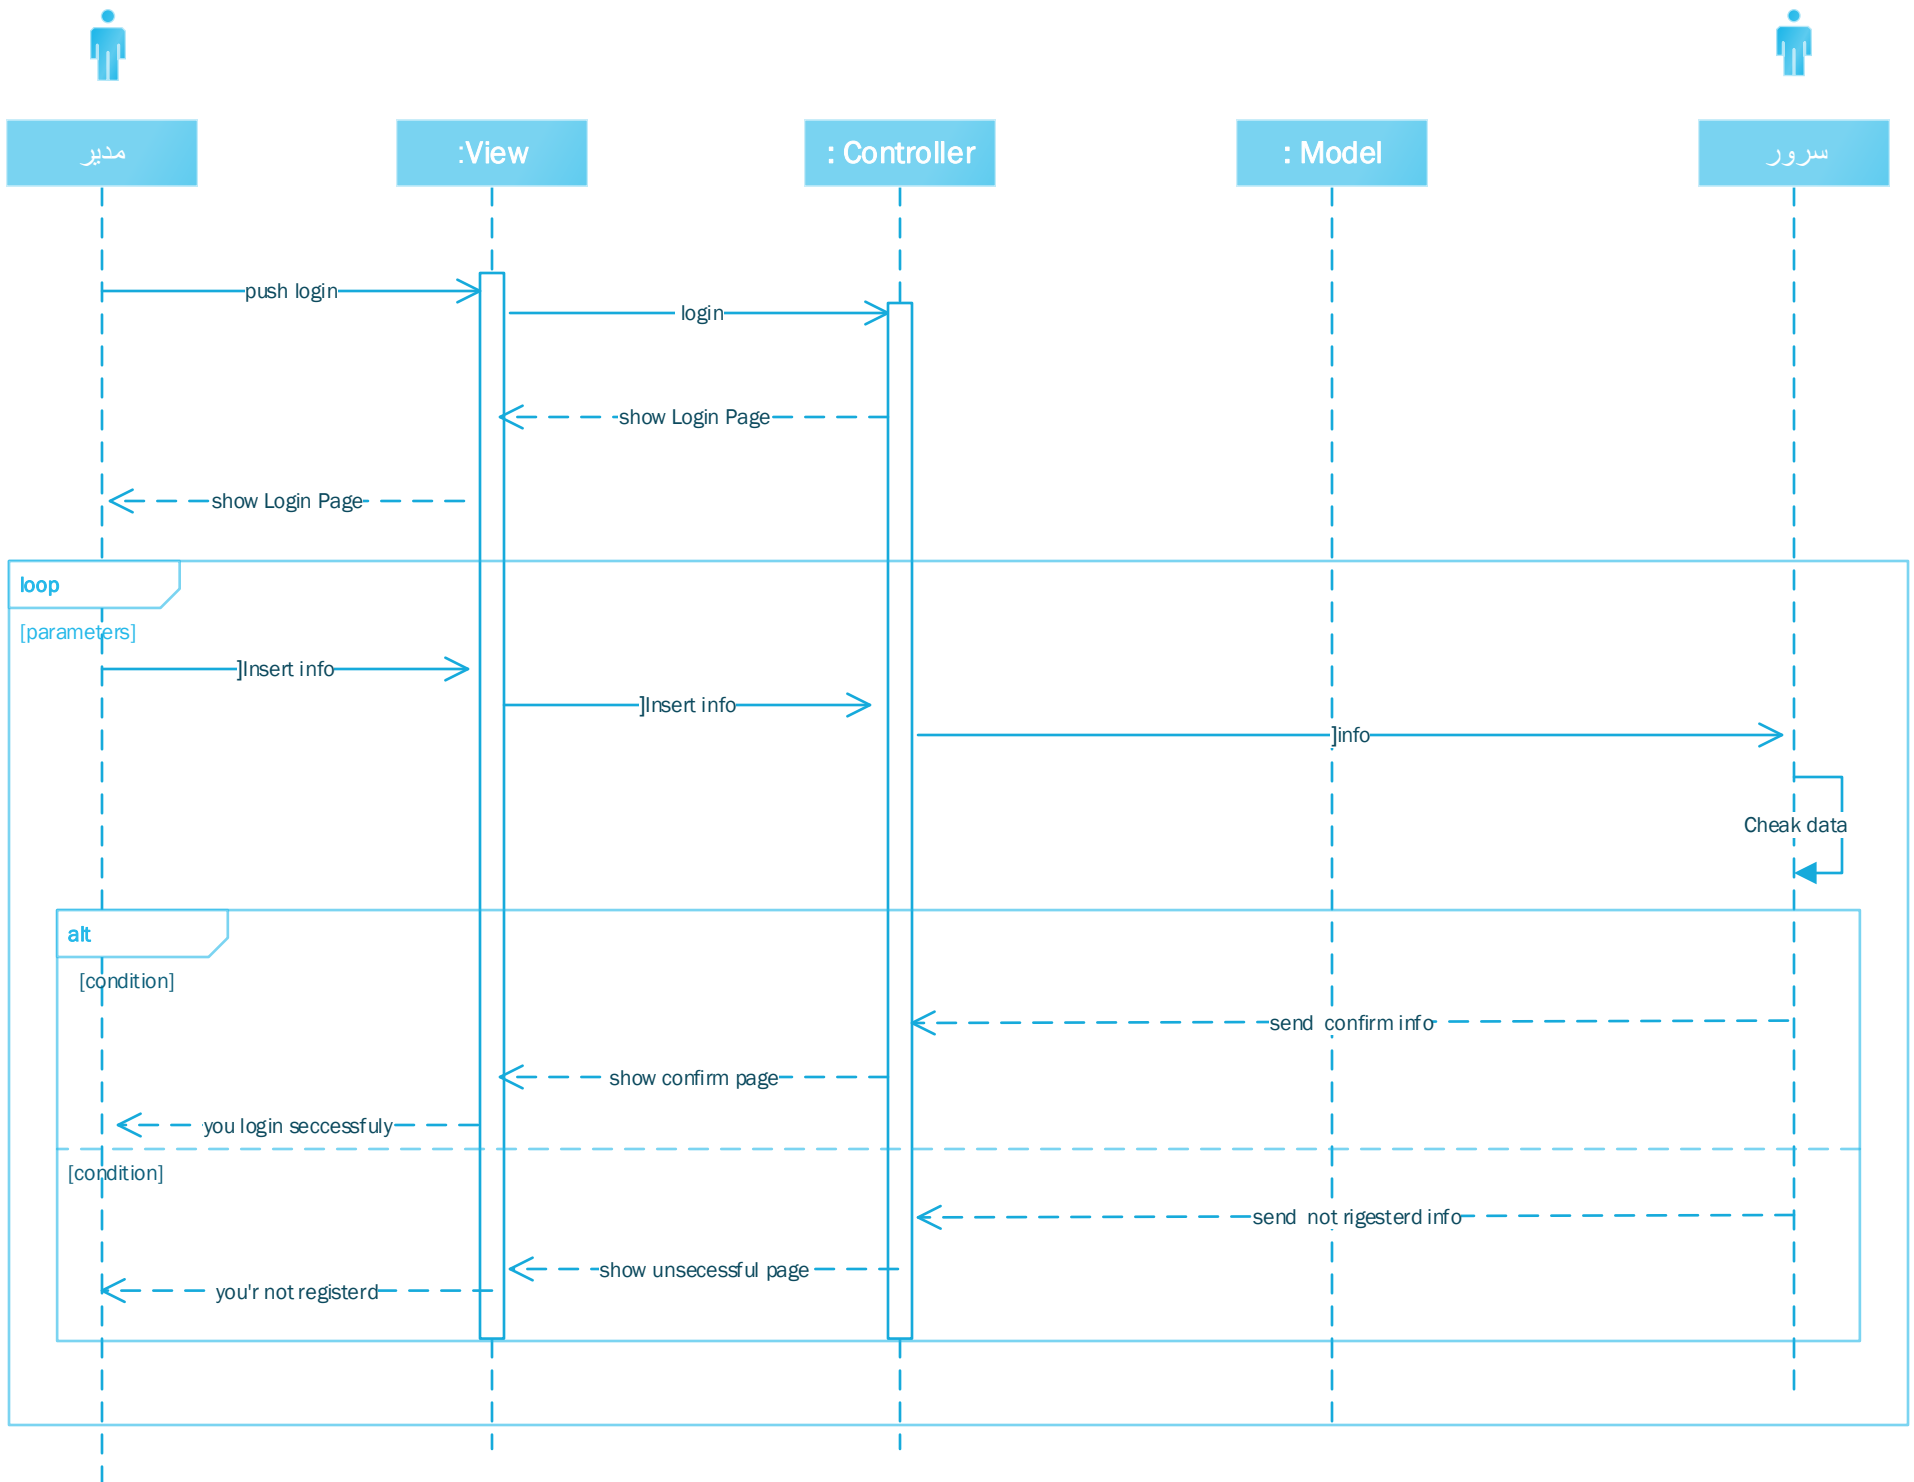 مدیر
:View
: Controller
: Model
سرور
push login
login
show Login Page
show Login Page
loop
[parameters]
]Insert info
]Insert info
]info
Cheak data
alt
[condition]
send  confirm info
show confirm page
you login seccessfuly
[condition]
send  not rigesterd info
show unsecessful page
you'r not registerd